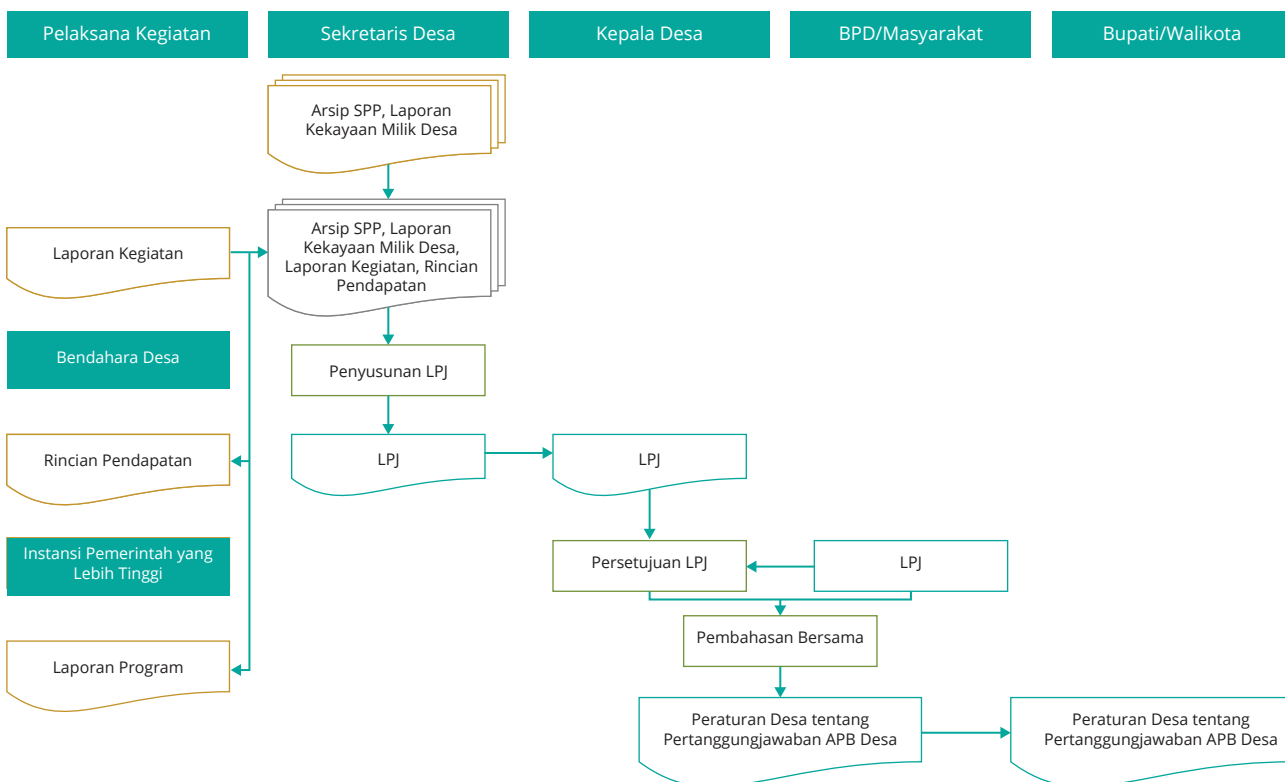 Pelaksana Kegiatan
Sekretaris Desa
Kepala Desa
BPD/Masyarakat
Bupati/Walikota
Arsip SPP, Laporan
Kekayaan Milik Desa
Laporan Kegiatan
Arsip SPP, Laporan
Kekayaan Milik Desa,
Laporan Kegiatan, Rincian
Pendapatan
Bendahara Desa
Penyusunan LPJ
Rincian Pendapatan
LPJ
LPJ
Instansi Pemerintah yang
Lebih Tinggi
Persetujuan LPJ
LPJ
Pembahasan Bersama
Laporan Program
Peraturan Desa tentang
Pertanggungjawaban APB Desa
Peraturan Desa tentang
Pertanggungjawaban APB Desa